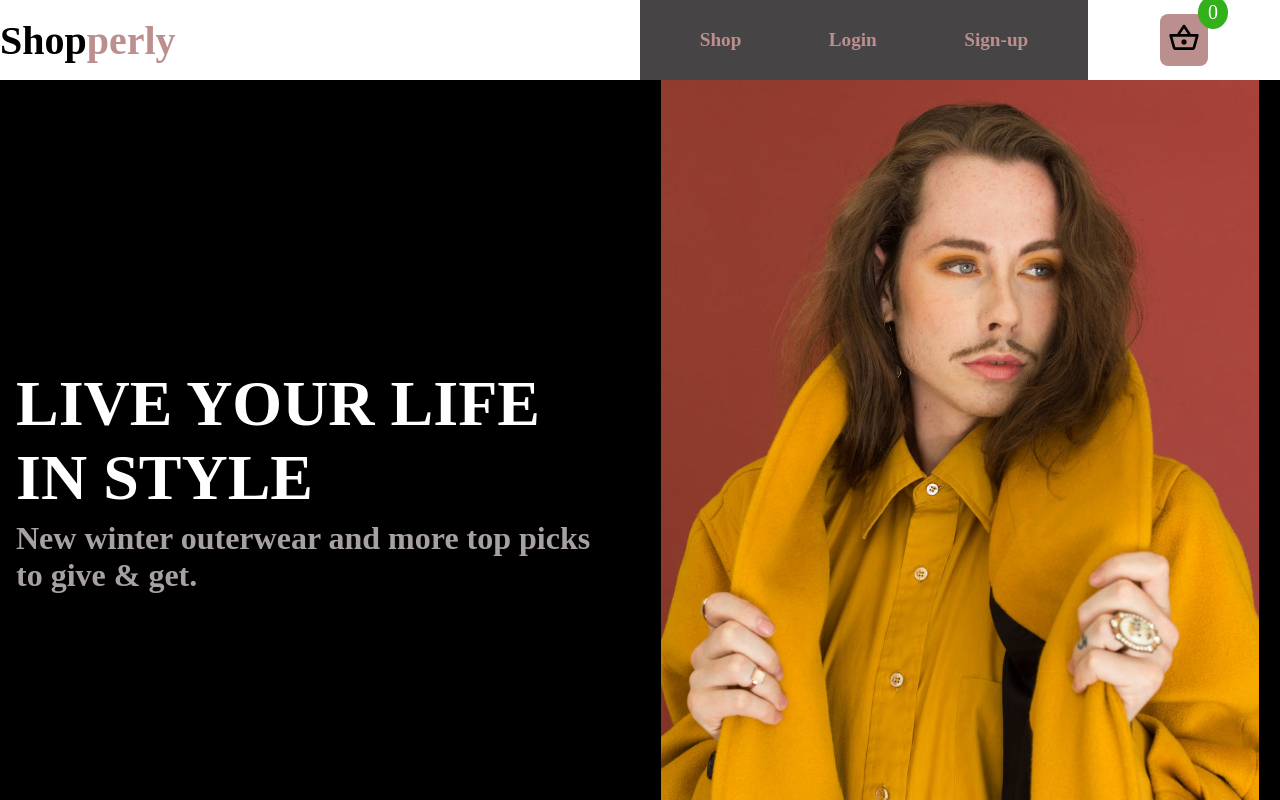 Shopperly
Shop
Login
Sign-up
0
LIVE YOUR LIFE
IN STYLE
New winter outerwear and more top picks
to give & get.